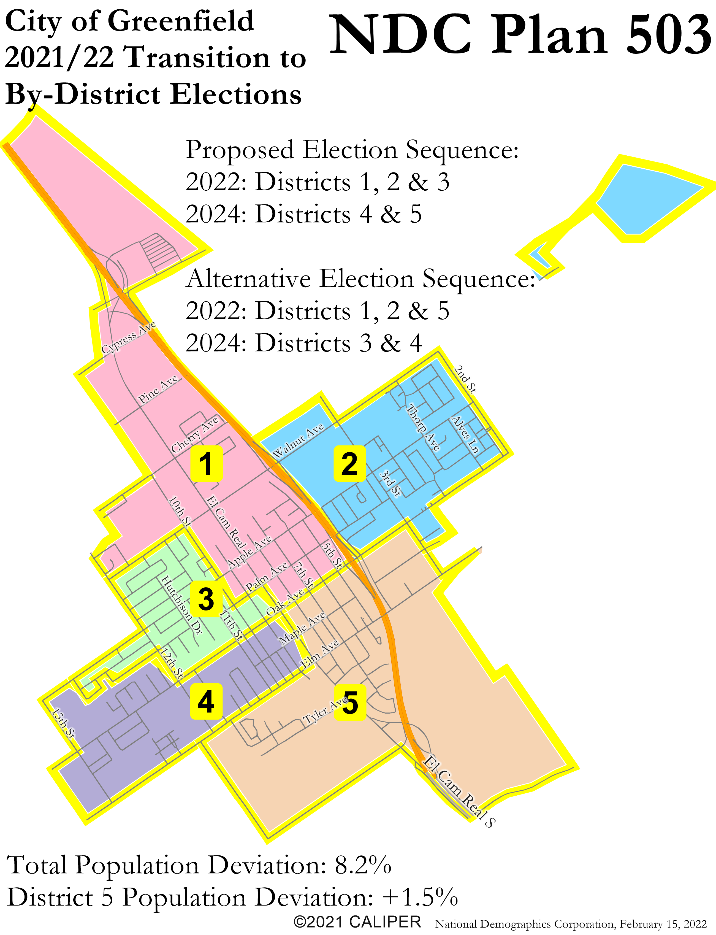 City of Greenfield
2021/22 Transition to
By-District Elections
NDC Plan 503
Proposed Election Sequence:
2022: Districts 1, 2 & 3
2024: Districts 4 & 5
Alternative Election Sequence:
2022: Districts 1, 2 & 5
2024: Districts 3 & 4
Cypress Ave
Pine Ave
Cherry Ave
Walnut Ave
2nd St
Thorp Ave
Alves Ln
3rd St
1
2
10th St
El Cam Real
Apple Ave
5th St
7th St
Palm Ave
Oak Ave
Hutchison Dr
3
11th St
Maple Ave
Elm Ave
12th St
4
5
13th St
Tyler Ave
El Cam Real S
Total Population Deviation: 8.2%
District 5 Population Deviation: +1.5%
©2021 CALIPER
National Demographics Corporation, February 15, 2022